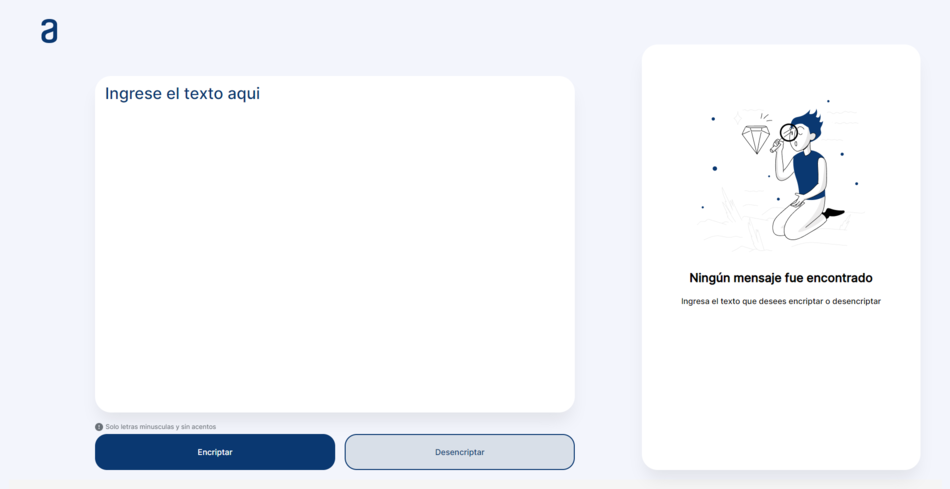 a
Ingrese el texto aqui
Ningún mensaje fue encontrado
Ingresa el texto que desees encriptar o desencriptar
Solo letras minusculas y sin acentos
Encriptar
Desencriptar